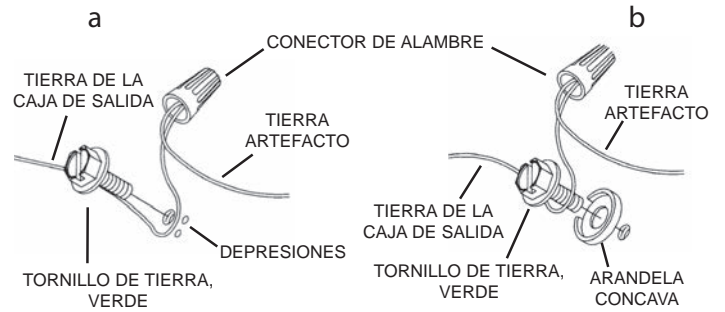 a
b
CONECTOR DE ALAMBRE
TIERRA DE LA
CAJA DE SALIDA
TIERRA
ARTEFACTO
DEPRESIONES
TORNILLO DE TIERRA,
VERDE
TIERRA
ARTEFACTO
TIERRA DE LA
CAJA DE SALIDA
TORNILLO DE TIERRA,
VERDE
ARANDELA
CONCAVA